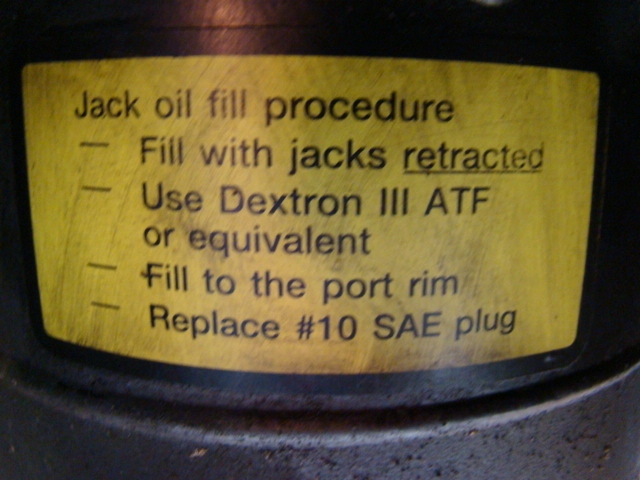 Jack oil fill procedure
— Fill with jacks retracted
— Use Dextron III ATF
or equivalent
— Fill to the port rim
— Replace #10 SAE plug